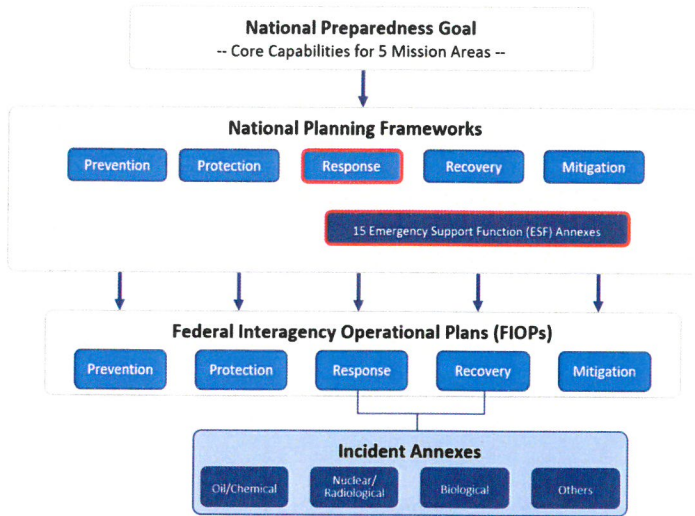 National Preparedness Goal
-- Core Capabilities for 5 Mission Areas --
National Planning Frameworks
Prevention
Protection
Response
Recovery
Mitigation
15 Emergency Support Function (ESF) Annexes
Federal Interagency Operational Plans (FIOPs)
Prevention
Protection
Response
Recovery
Mitigation
Incident Annexes
Oil/Chemical
Nuclear/
Radiological
Biological
Others